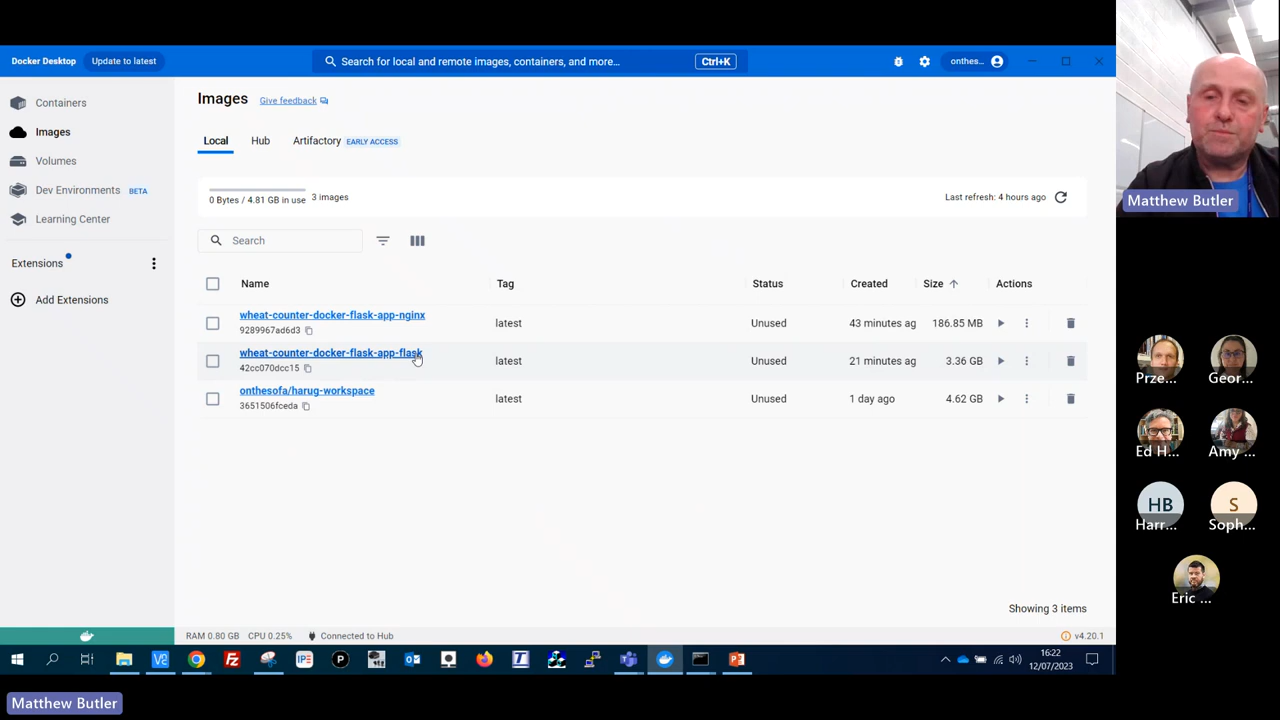 Docker Desktop
Update to latest
Search for local and remote images, containers, and more...
Ctrl+K
onthes...
Containers
Images
Volumes
Dev Environments BETA
Learning Center
Extensions
Add Extensions
Images
Give feedback
Local
Hub
Artifactory EARLY ACCESS
0 Bytes / 4.81 GB in use
3 images
Last refresh: 4 hours ago
Search
Name Tag Status Created Size Actions
wheat-counter-docker-flask-app-nginx
9289967ad6d3
latest Unused 43 minutes ag 186.85 MB
wheat-counter-docker-flask-app-flask
42cc070dcc15
latest Unused 21 minutes ag 3.36 GB
onthesofa/harug-workspace
3651506fceda
latest Unused 1 day ago 4.62 GB
Showing 3 items
RAM 0.80 GB CPU 0.25% Connected to Hub
v4.20.1
16:22
12/07/2023
Matthew Butler
Matthew Butler
Prze...
Geor...
Ed H...
Amy ...
HB
Harr...
S
Soph...
Eric ...